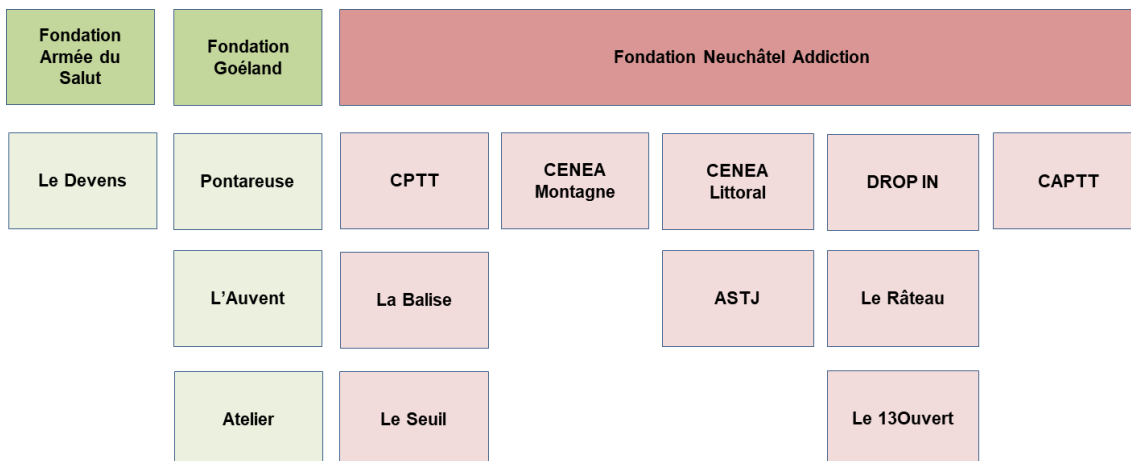 Fondation
Armée du
Salut
Fondation
Goéland
Fondation Neuchâtel Addiction
Le Devens
Pontareuse
CPTT
CENEA
Montagne
CENEA
Littoral
DROP IN
CAPTT
L'Auvent
La Balise
ASTJ
Le Râteau
Atelier
Le Seuil
Le 13Ouvert